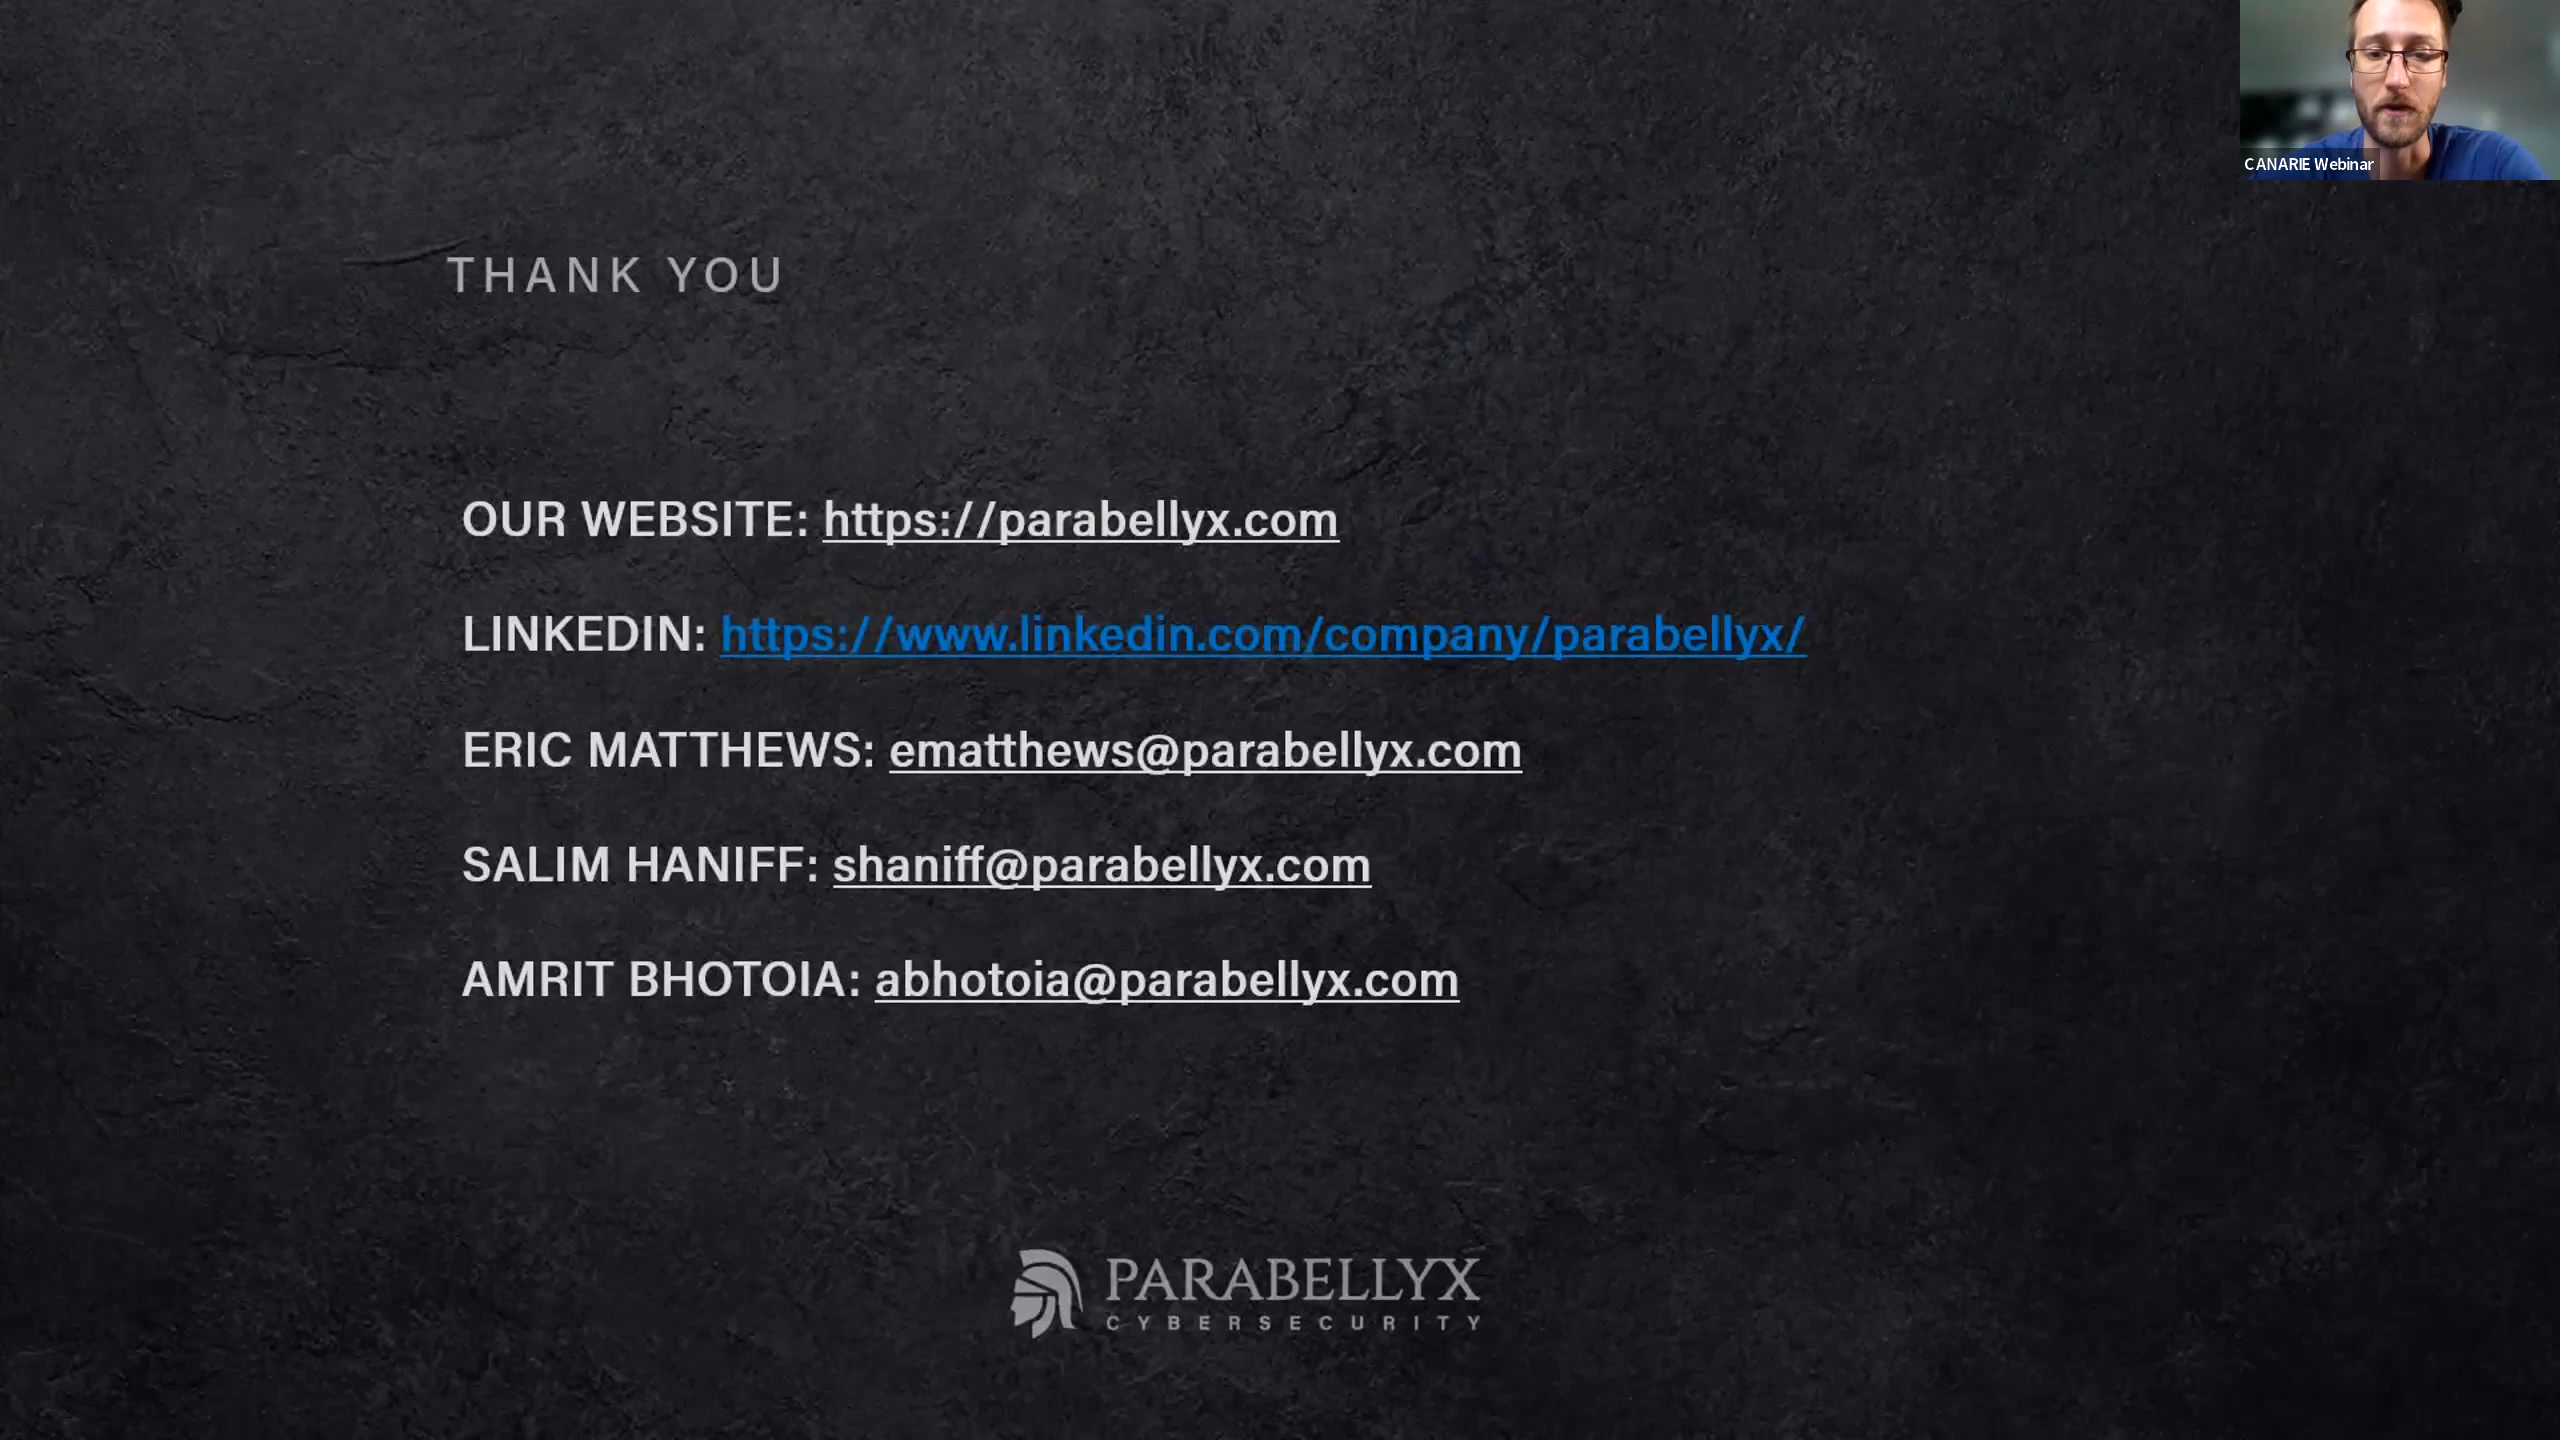 CANARIE Webinar
THANK YOU
OUR WEBSITE: https://parabellyx.com
LINKEDIN: https://www.linkedin.com/company/parabellyx/
ERIC MATTHEWS: ematthews@parabellyx.com
SALIM HANIFF: shaniff@parabellyx.com
AMRIT BHOTOIA: abhotoia@parabellyx.com
PARABELLYX
CYBERSECURITY